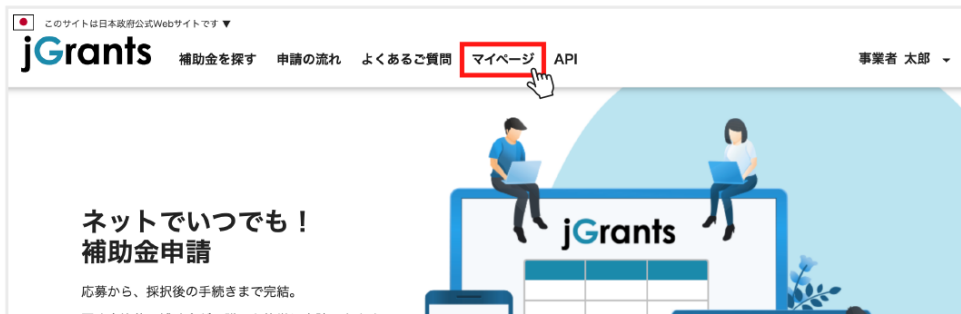 このサイトは日本政府公式Webサイトです ▼
jGrants 補助金を探す 申請の流れ よくあるご質問 マイページ API 事業者 太郎
jGrants
ネットでいつでも！
補助金申請
応募から、採択後の手続きまで完結。